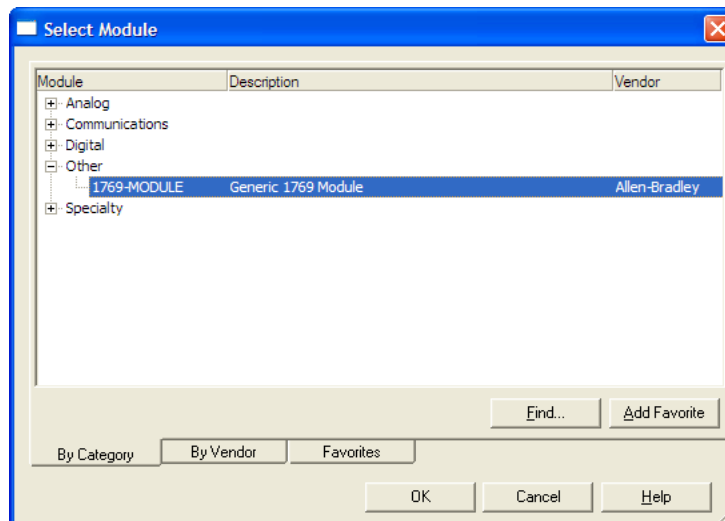 Select Module
Module Description Vendor
Analog
Communications
Digital
Other
1769-MODULE Generic 1769 Module Allen-Bradley
Specialty
Find... Add Favorite
By Category By Vendor Favorites
OK Cancel Help